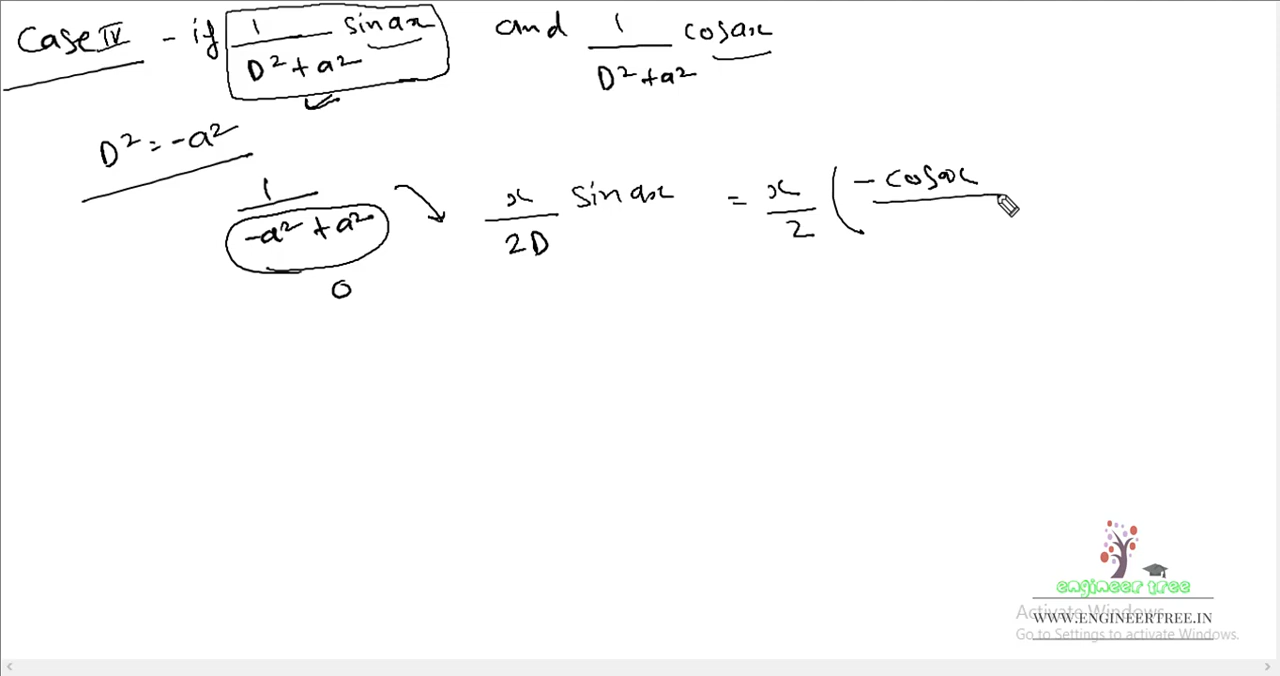 Case IV - if 1/(D²+a²) sin ax and 1/(D²+a²) cos ax
D² = -a²
1/(-a²+a²) x/2D sin ax = x/2 ( -cos ax
0
engineer tree
WWW.ENGINEERTREE.IN
Activate Windows
Go to Settings to activate Windows.